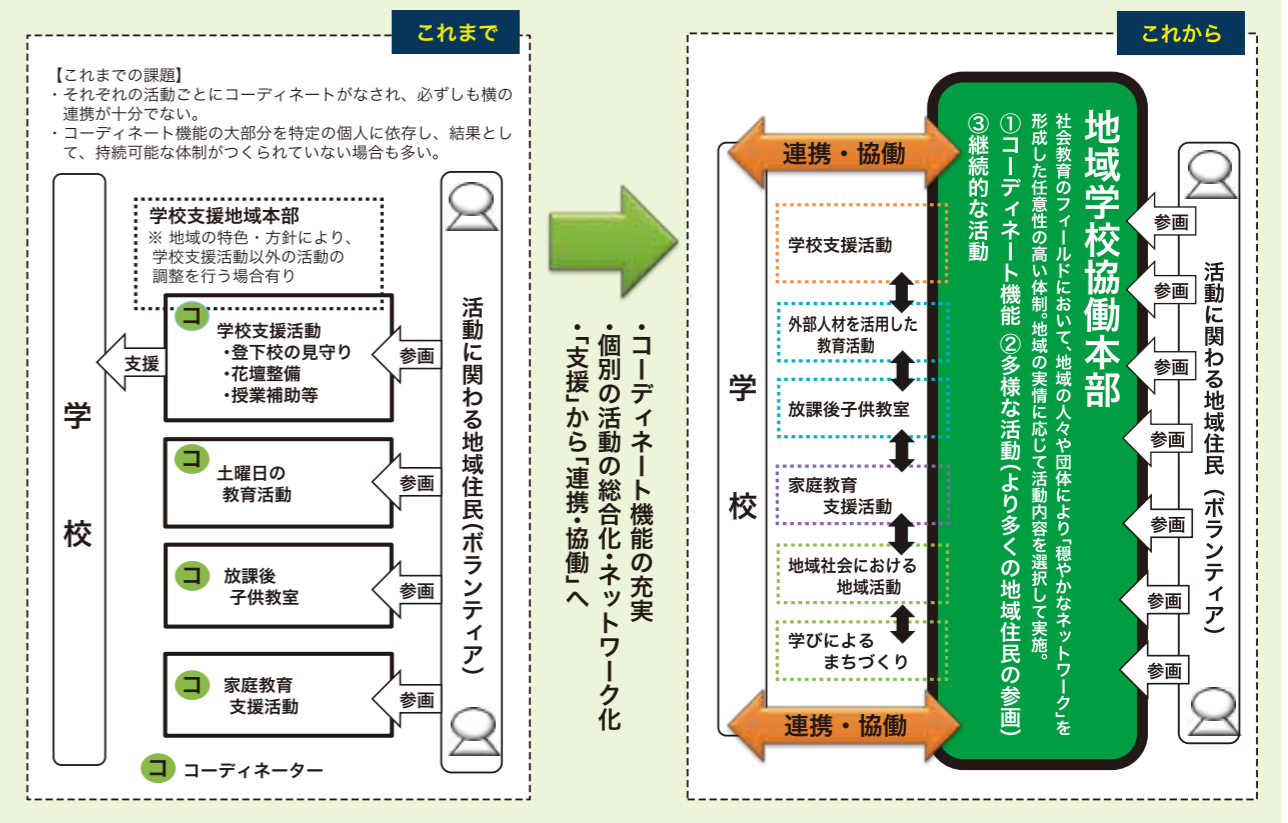 これまで
【これまでの課題】
・それぞれの活動ごとにコーディネートがなされ、必ずしも横の
連携が十分でない。
・コーディネート機能の大部分を特定の個人に依存し、結果とし
て、持続可能な体制がつくられていない場合も多い。
学校
学校支援地域本部
※ 地域の特色・方針により、
学校支援活動以外の活動の
調整を行う場合有り
コ
学校支援活動
・登下校の見守り
・花壇整備
・授業補助等
支援
参画
コ
土曜日の
教育活動
参画
コ
放課後
子供教室
参画
コ
家庭教育
支援活動
参画
活動に関わる地域住民(ボランティア)
コ コーディネーター
・コーディネート機能の充実
・個別の活動の総合化・ネットワーク化
・「支援」から「連携・協働」へ
これから
学校
連携・協働
学校支援活動
外部人材を活用した
教育活動
放課後子供教室
家庭教育
支援活動
地域社会における
地域活動
学びによる
まちづくり
連携・協働
地域学校協働本部
社会教育のフィールドにおいて、地域の人々や団体により「穏やかなネットワーク」を
形成した任意性の高い体制。地域の実情に応じて活動内容を選択して実施。
①コーディネート機能 ②多様な活動(より多くの地域住民の参画)
③継続的な活動
参画
参画
参画
参画
参画
参画
参画
活動に関わる地域住民 (ボランティア)